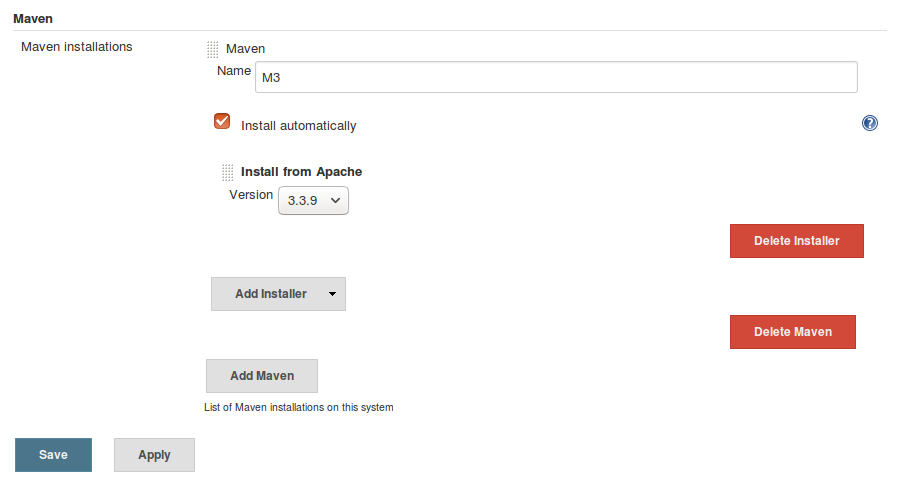 Maven
Maven installations
Maven
Name M3
Install automatically
Install from Apache
Version 3.3.9
Delete Installer
Add Installer
Delete Maven
Add Maven
List of Maven installations on this system
Save Apply